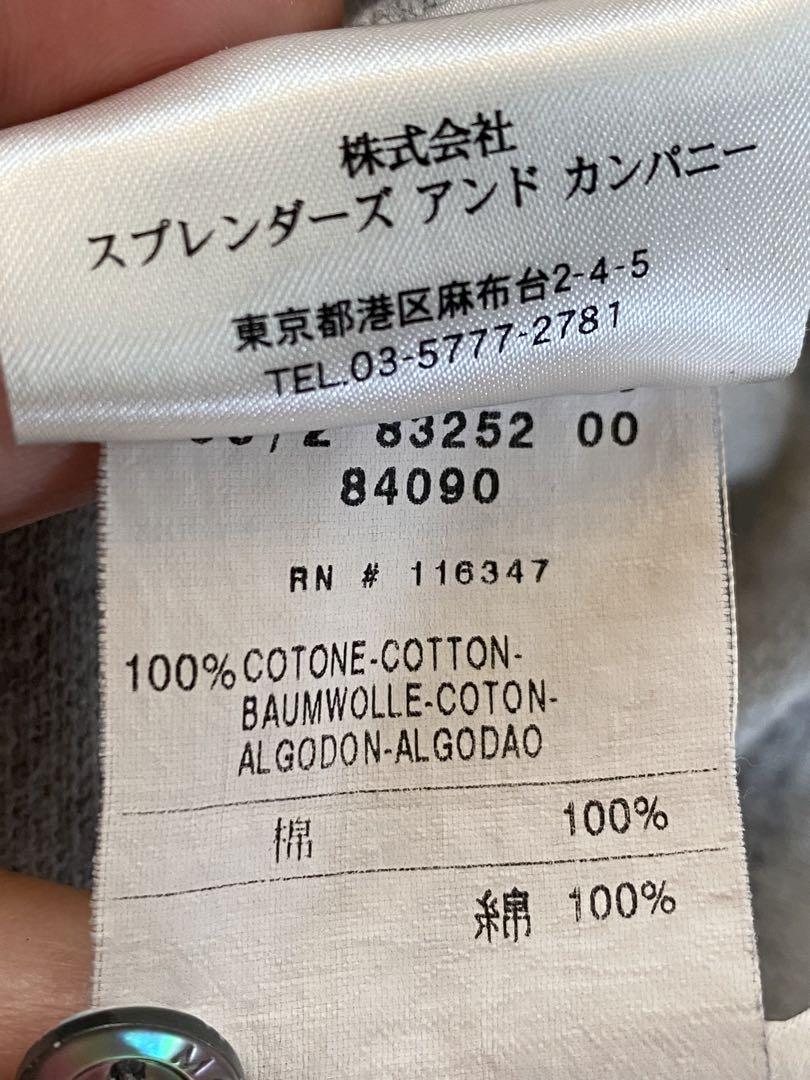 株式会社
スプレンダーズ アンド カンパニー
東京都港区麻布台2-4-5
TEL.03-5777-2781
83252 00
84090
RN # 116347
100% COTONE-COTTON-
BAUMWOLLE-COTON-
ALGODON-ALGODAO
棉 100%
綿 100%